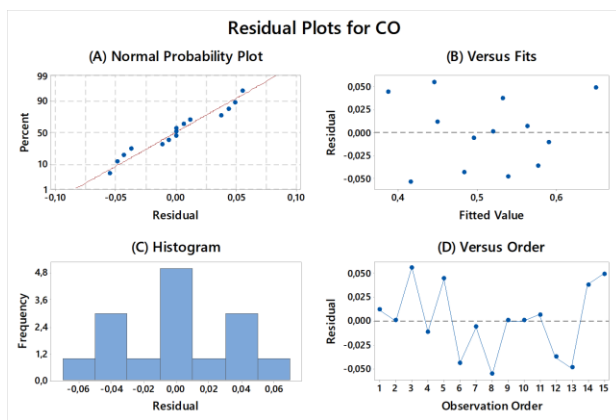 Residual Plots for CO
(A) Normal Probability Plot
99
90
50
10
1
Percent
-0,10
-0,05
0,00
0,05
0,10
Residual
(B) Versus Fits
0,050
0,025
0,000
-0,025
-0,050
Residual
0,4
0,5
0,6
Fitted Value
(C) Histogram
4,8
3,6
2,4
1,2
0,0
Frequency
-0,06
-0,04
-0,02
0,00
0,02
0,04
0,06
Residual
(D) Versus Order
0,050
0,025
0,000
-0,025
-0,050
Residual
1 2 3 4 5 6 7 8 9 10 11 12 13 14 15
Observation Order